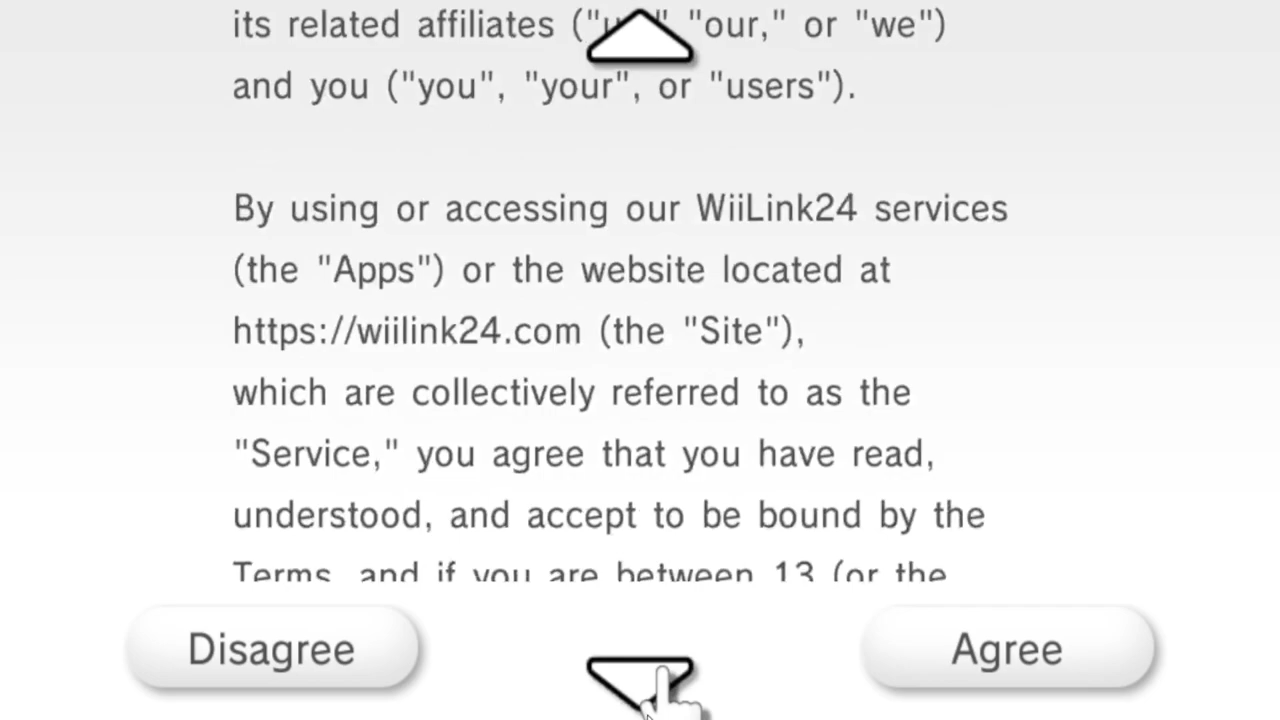 its related affiliates (" "our," or "we")
and you ("you", "your", or "users").
By using or accessing our WiiLink24 services
(the "Apps") or the website located at
https://wiilink24.com (the "Site"),
which are collectively referred to as the
"Service," you agree that you have read,
understood, and accept to be bound by the
Terms, and if you are between 13 (or the
Disagree
Agree